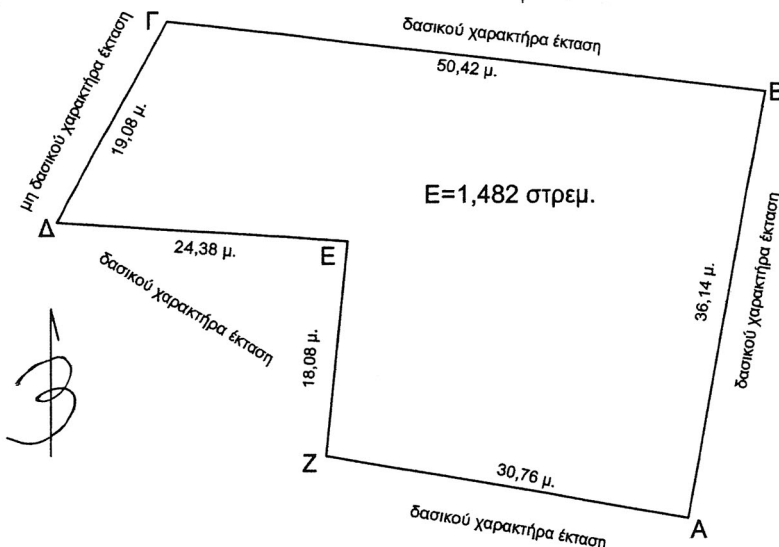 Γ
δασικού χαρακτήρα έκταση
50,42 μ.
Β
μη δασικού χαρακτήρα έκταση
19,08 μ.
Ε=1,482 στρεμ.
Δ
24,38 μ.
Ε
δασικού χαρακτήρα έκταση
36,14 μ.
δασικού χαρακτήρα έκταση
18,08 μ.
Ζ
30,76 μ.
Α
δασικού χαρακτήρα έκταση